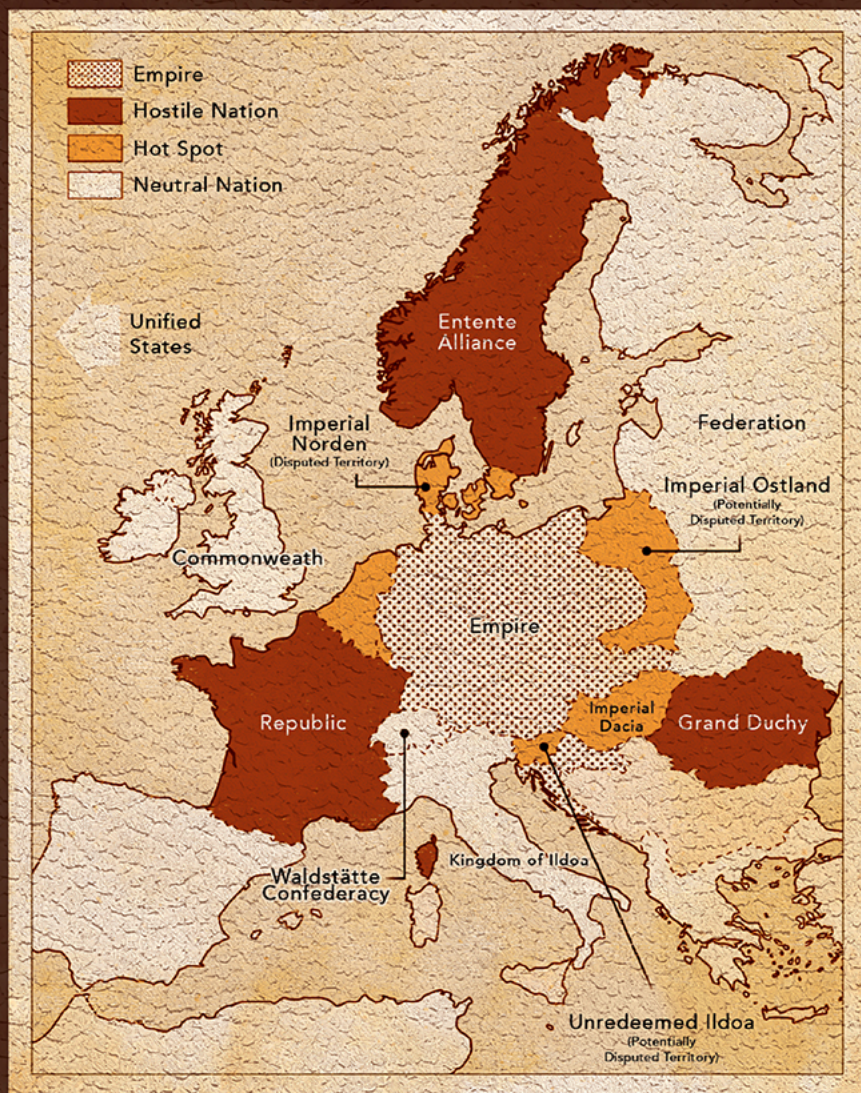 Empire
Hostile Nation
Hot Spot
Neutral Nation
Unified
States
Entente
Alliance
Imperial
Norden
(Disputed Territory)
Federation
Imperial Ostland
(Potentially
Disputed Territory)
Commonweath
Empire
Republic
Imperial
Dacia
Grand Duchy
Waldstätte
Confederacy
Kingdom of Ildoa
Unredeemed Ildoa
(Potentially
Disputed Territory)